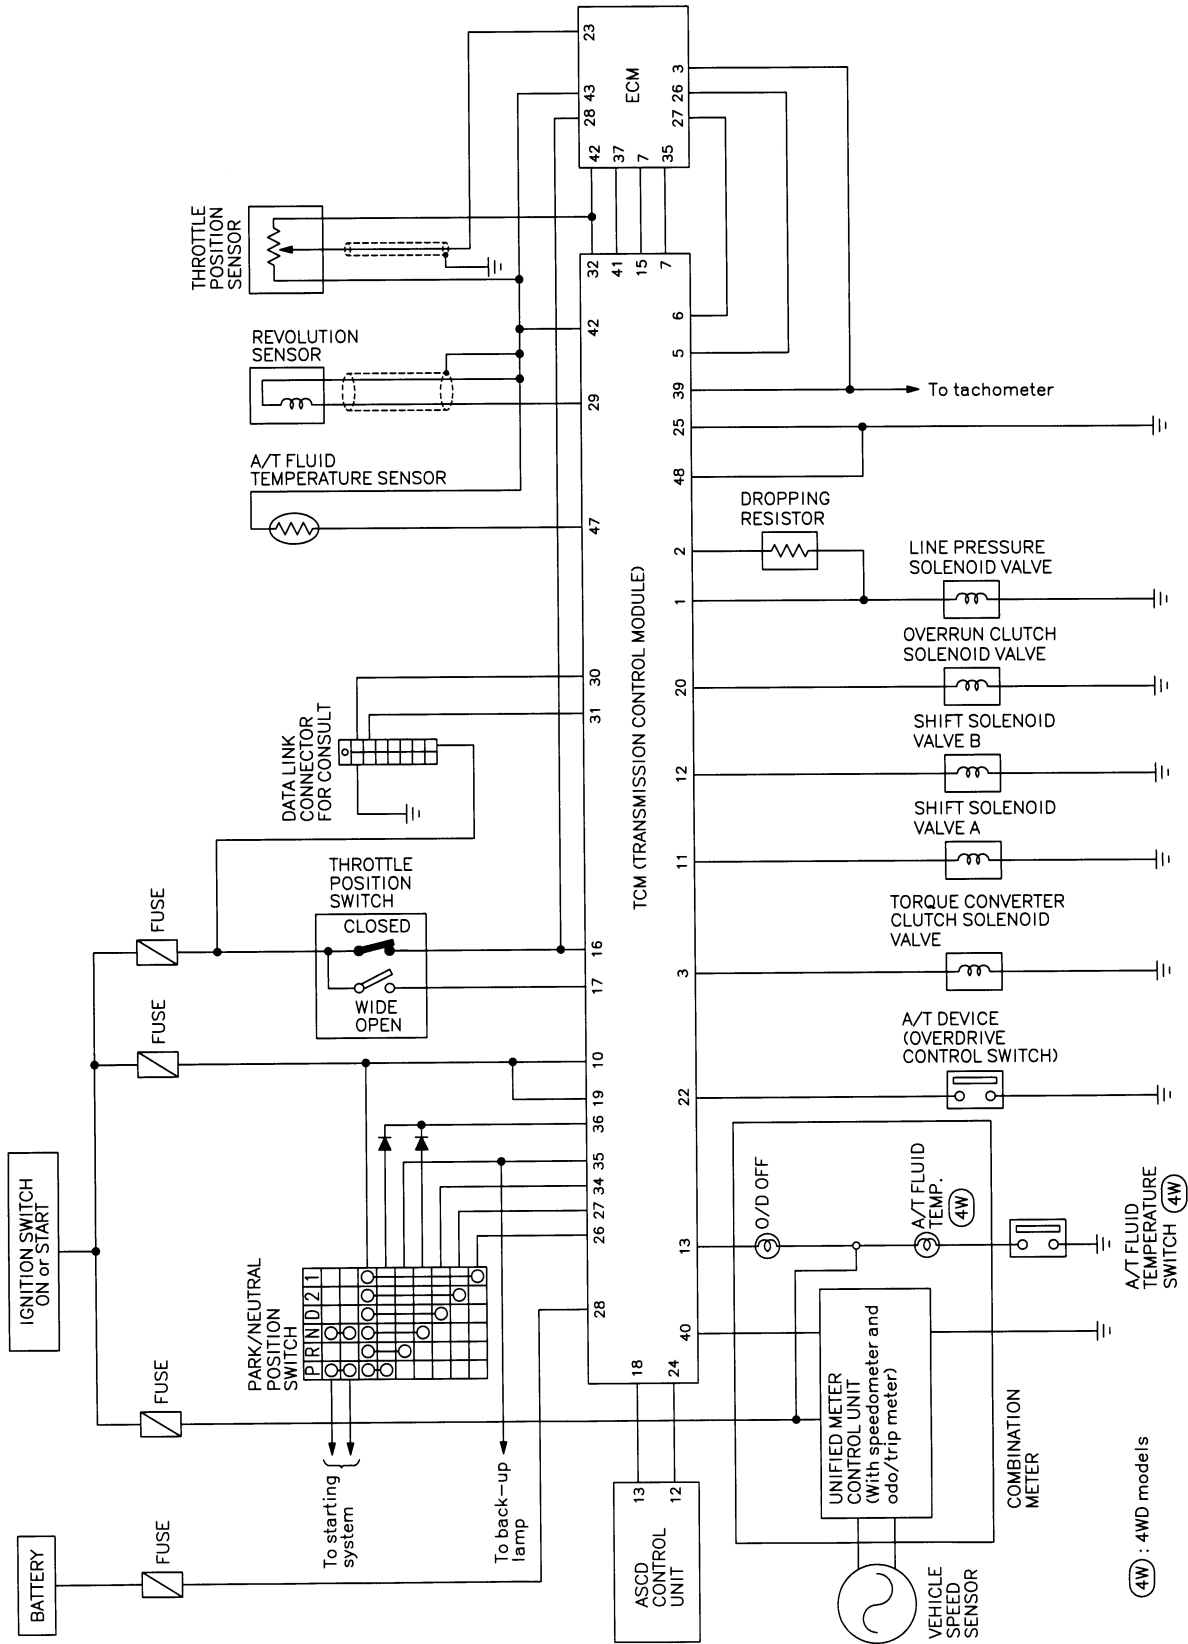 BATTERY
FUSE
IGNITION SWITCH
ON or START
FUSE
FUSE
FUSE
PARK/NEUTRAL
POSITION
SWITCH
P R N D 2 1
To starting
system
To back-up
lamp
THROTTLE
POSITION
SWITCH
CLOSED
WIDE
OPEN
DATA LINK
CONNECTOR
FOR CONSULT
A/T FLUID
TEMPERATURE SENSOR
REVOLUTION
SENSOR
THROTTLE
POSITION
SENSOR
ECM
23
43
28
42
37
7
35
3
26
27
TCM (TRANSMISSION CONTROL MODULE)
32
41
15
7
42
29
47
30
31
16
17
10
19
36
35
34
27
26
28
18
24
6
5
39
25
48
2
1
20
12
11
3
22
13
40
To tachometer
DROPPING
RESISTOR
LINE PRESSURE
SOLENOID VALVE
OVERRUN CLUTCH
SOLENOID VALVE
SHIFT SOLENOID
VALVE B
SHIFT SOLENOID
VALVE A
TORQUE CONVERTER
CLUTCH SOLENOID
VALVE
A/T DEVICE
(OVERDRIVE
CONTROL SWITCH)
O/D OFF
A/T FLUID
TEMP.
4W
A/T FLUID
TEMPERATURE
SWITCH 4W
UNIFIED METER
CONTROL UNIT
(With speedometer and
odo/trip meter)
COMBINATION
METER
VEHICLE
SPEED
SENSOR
13
12
ASCD
CONTROL
UNIT
4W : 4WD models